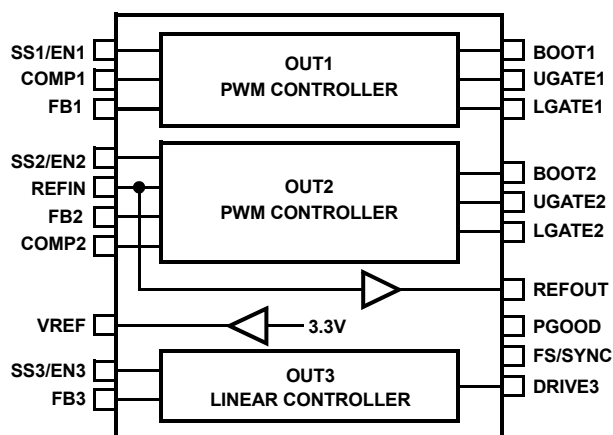 SS1/EN1
COMP1
FB1
OUT1
PWM CONTROLLER
BOOT1
UGATE1
LGATE1
SS2/EN2
REFIN
FB2
COMP2
OUT2
PWM CONTROLLER
BOOT2
UGATE2
LGATE2
REFOUT
VREF
3.3V
PGOOD
FS/SYNC
SS3/EN3
FB3
OUT3
LINEAR CONTROLLER
DRIVE3